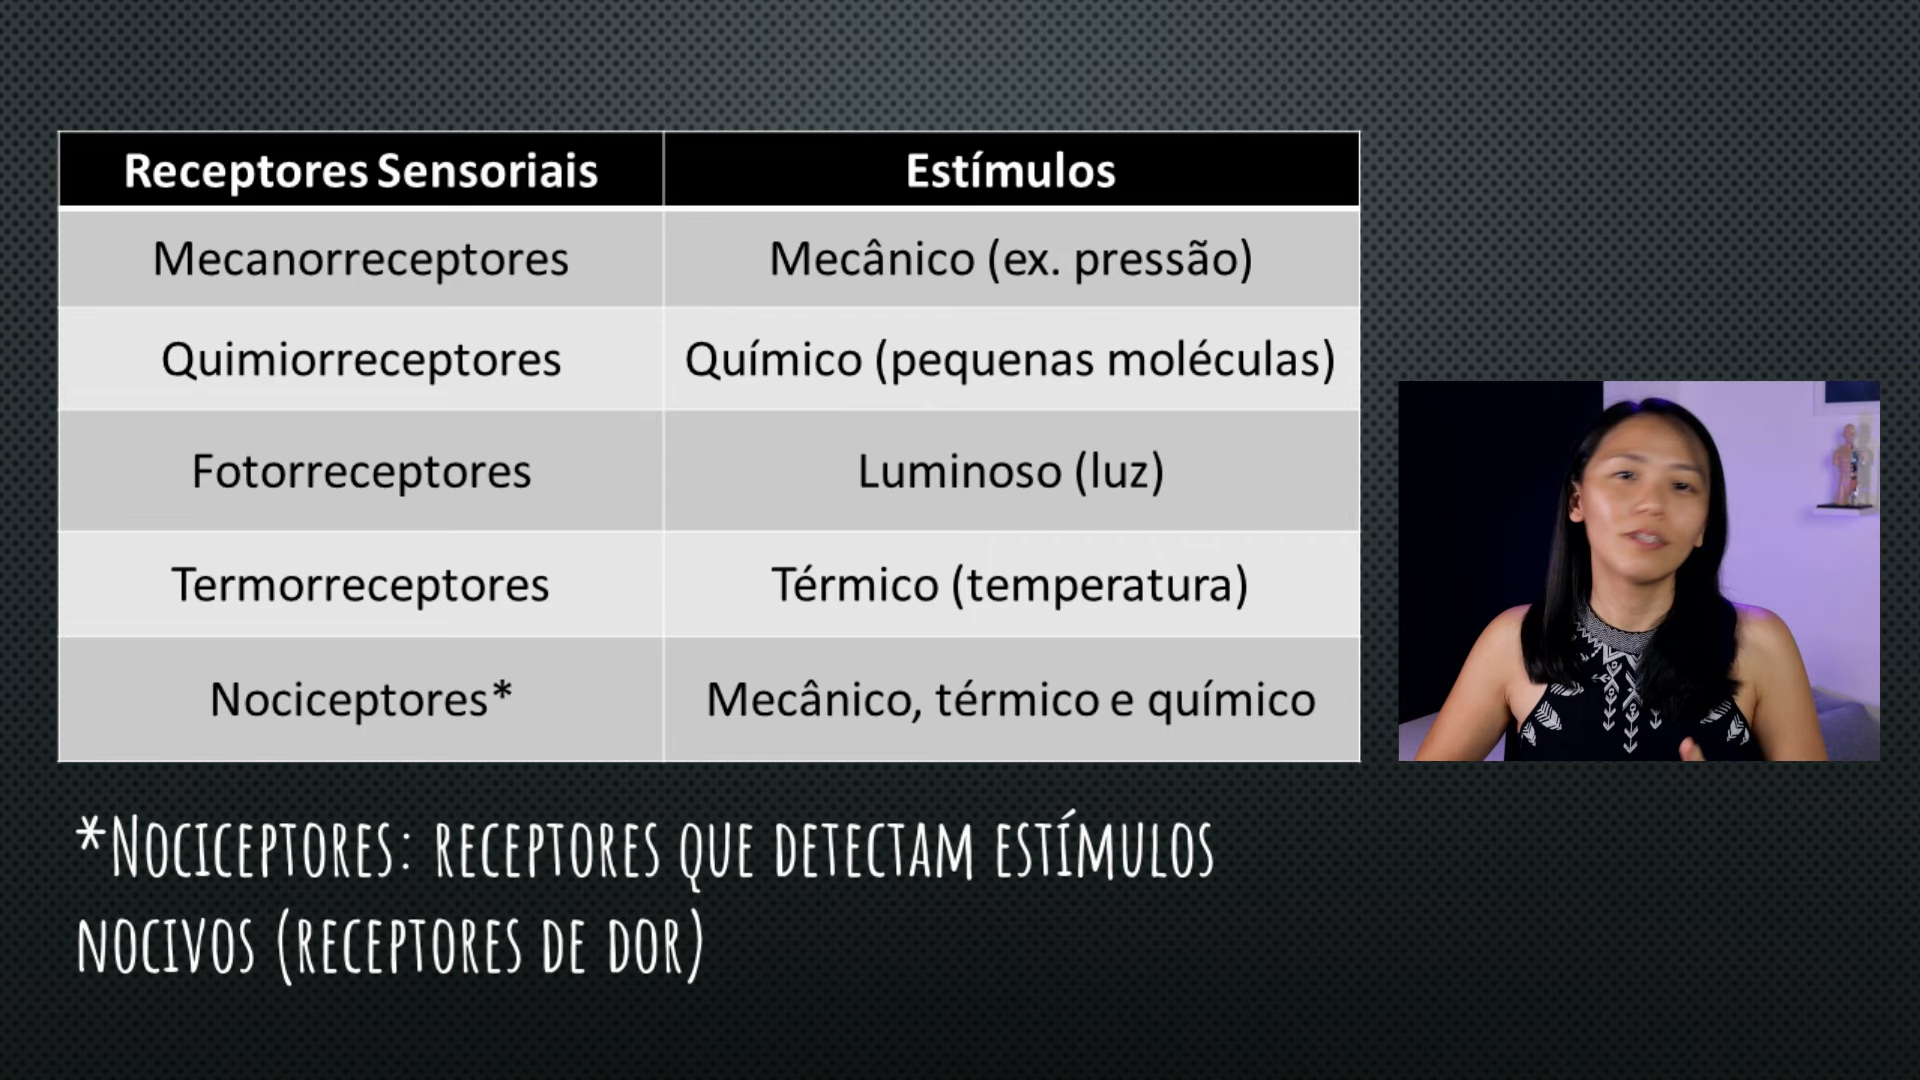 Receptores Sensoriais Estímulos
Mecanorreceptores Mecânico (ex. pressão)
Quimiorreceptores Químico (pequenas moléculas)
Fotorreceptores Luminoso (luz)
Termorreceptores Térmico (temperatura)
Nociceptores* Mecânico, térmico e químico
*Nociceptores: receptores que detectam estímulos
nocivos (receptores de dor)